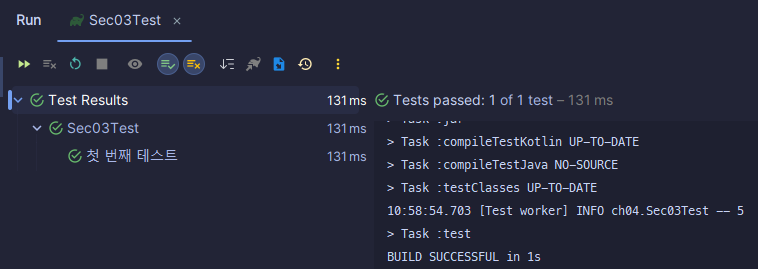 Run Sec03Test ×
Test Results 131 ms
Sec03Test 131 ms
첫 번째 테스트 131 ms
Tests passed: 1 of 1 test – 131 ms
> Task :jar
> Task :compileTestKotlin UP-TO-DATE
> Task :compileTestJava NO-SOURCE
> Task :testClasses UP-TO-DATE
10:58:54.703 [Test worker] INFO ch04.Sec03Test -- 5
> Task :test
BUILD SUCCESSFUL in 1s